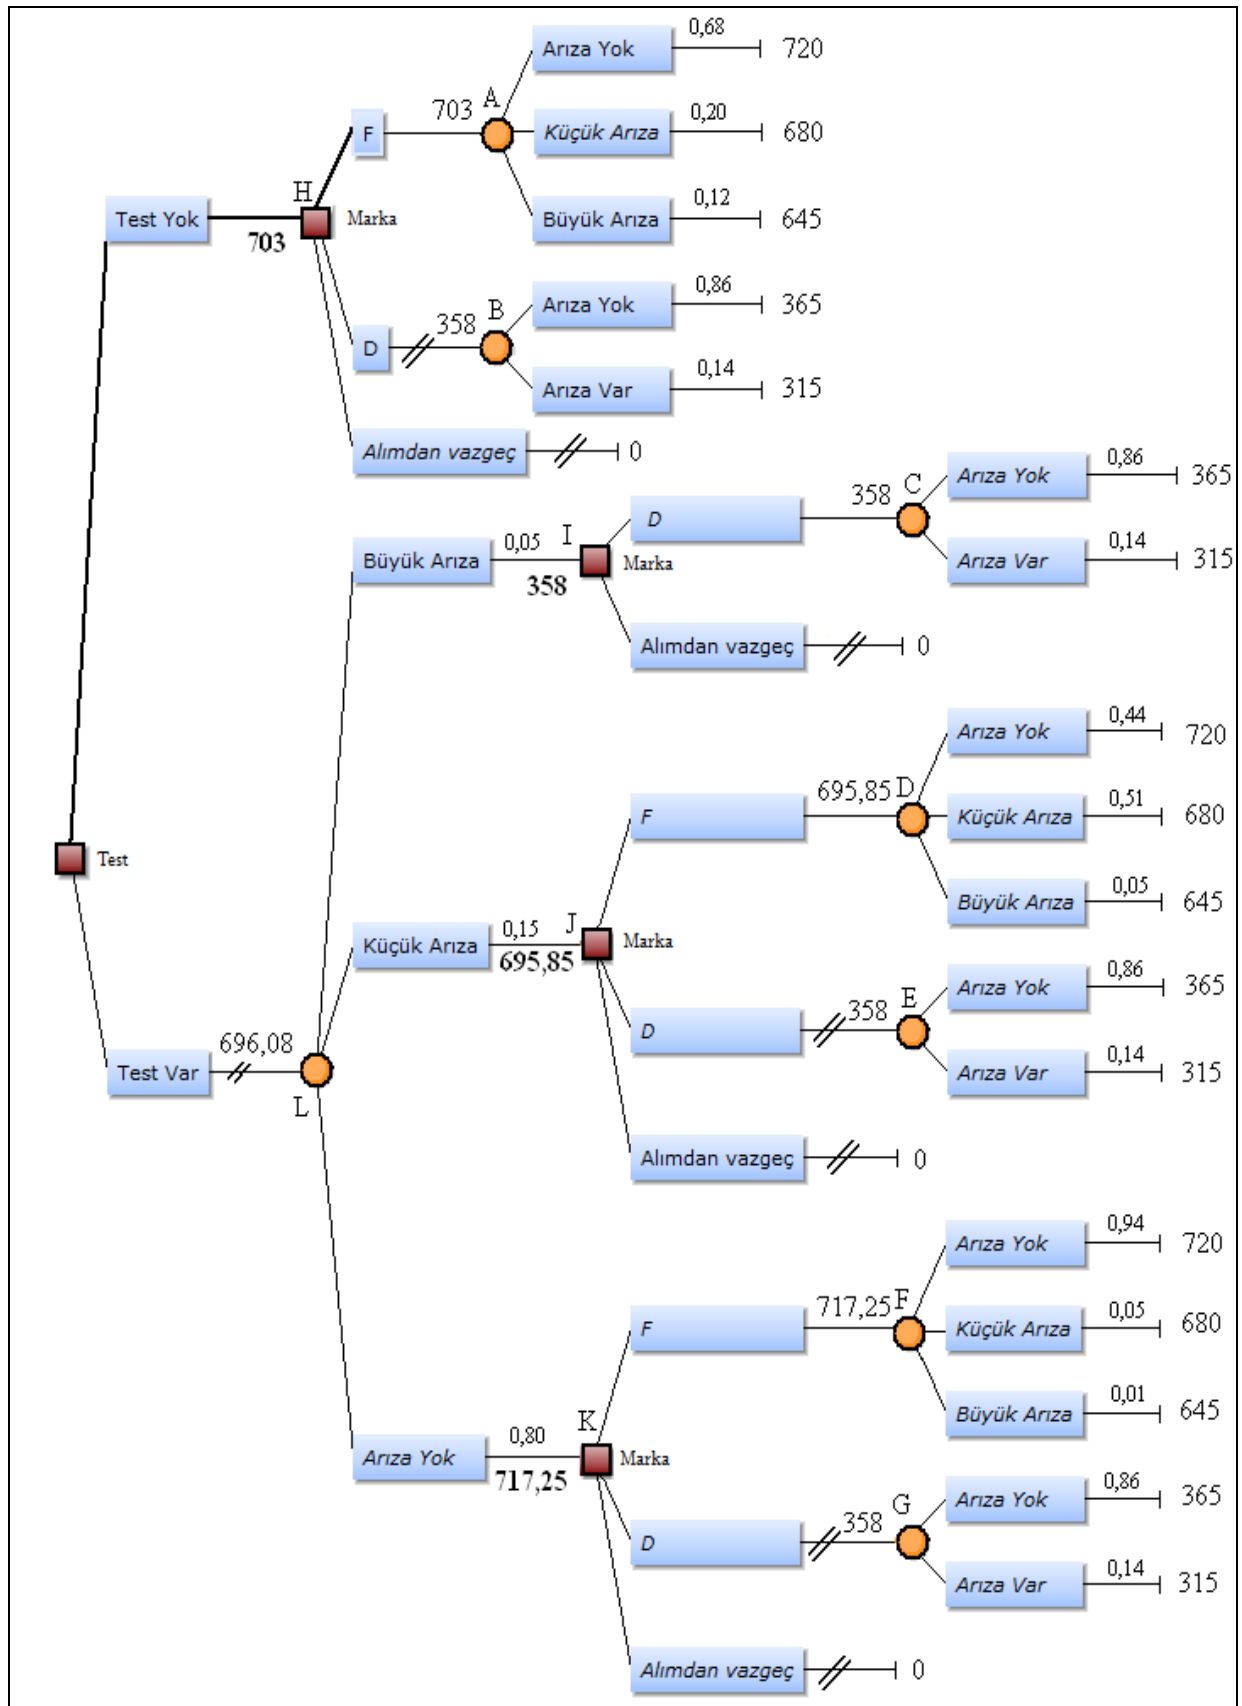 Arıza Yok 0,68 720
F 703 A Küçük Arıza 0,20 680
Test Yok H Marka Büyük Arıza 0,12 645
703
D 358 B Arıza Yok 0,86 365
Arıza Var 0,14 315
Alımdan vazgeç 0
Büyük Arıza 0,05 I Marka
358
D 358 C Arıza Yok 0,86 365
Arıza Var 0,14 315
Alımdan vazgeç 0
Test
Küçük Arıza 0,15 J Marka
695,85
F 695,85 D Arıza Yok 0,44 720
Küçük Arıza 0,51 680
Büyük Arıza 0,05 645
D 358 E Arıza Yok 0,86 365
Arıza Var 0,14 315
Alımdan vazgeç 0
Test Var 696,08 L
Arıza Yok 0,80 K Marka
717,25
F 717,25 F Arıza Yok 0,94 720
Küçük Arıza 0,05 680
Büyük Arıza 0,01 645
D 358 G Arıza Yok 0,86 365
Arıza Var 0,14 315
Alımdan vazgeç 0